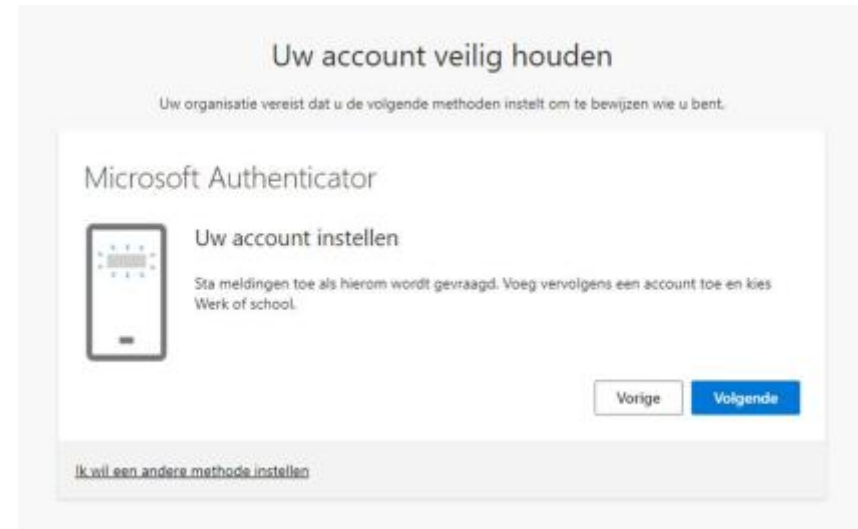 Uw account veilig houden
Uw organisatie vereist dat u de volgende methoden instelt om te bewijzen wie u bent.
Microsoft Authenticator
Uw account instellen
Sta meldingen toe als hierom wordt gevraagd. Voeg vervolgens een account toe en kies
Werk of school.
Vorige
Volgende
Ik wil een andere methode instellen